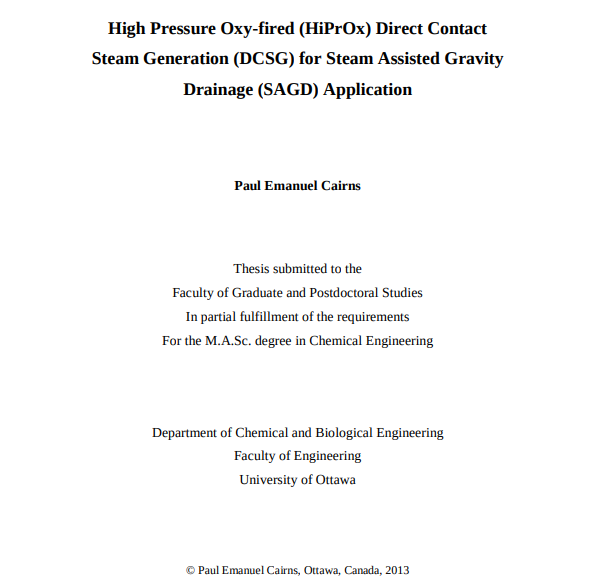 High Pressure Oxy-fired (HiPrOx) Direct Contact
Steam Generation (DCSG) for Steam Assisted Gravity
Drainage (SAGD) Application
Paul Emanuel Cairns
Thesis submitted to the
Faculty of Graduate and Postdoctoral Studies
In partial fulfillment of the requirements
For the M.A.Sc. degree in Chemical Engineering
Department of Chemical and Biological Engineering
Faculty of Engineering
University of Ottawa
© Paul Emanuel Cairns, Ottawa, Canada, 2013